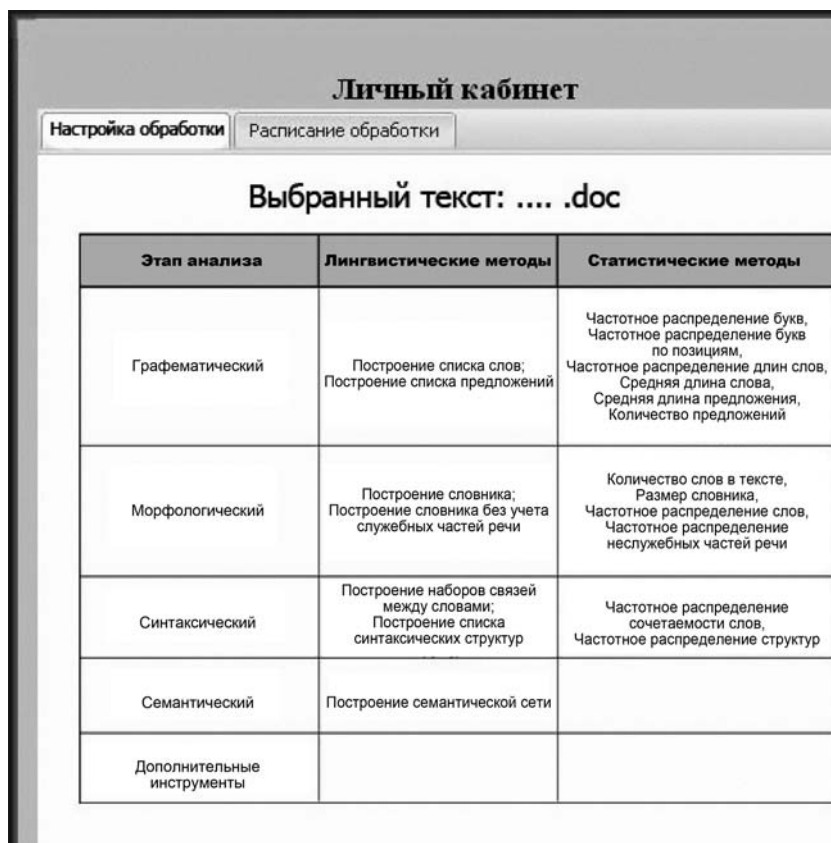 Личный кабинет
Настройка обработки
Расписание обработки
Выбранный текст: .... .doc
Этап анализа
Лингвистические методы
Статистические методы
Графематический
Построение списка слов;
Построение списка предложений
Частотное распределение букв,
Частотное распределение букв
по позициям,
Частотное распределение длин слов,
Средняя длина слова,
Средняя длина предложения,
Количество предложений
Морфологический
Построение словника;
Построение словника без учета
служебных частей речи
Количество слов в тексте,
Размер словника,
Частотное распределение слов,
Частотное распределение
неслужебных частей речи
Синтаксический
Построение наборов связей
между словами;
Построение списка
синтаксических структур
Частотное распределение
сочетаемости слов,
Частотное распределение структур
Семантический
Построение семантической сети
Дополнительные
инструменты